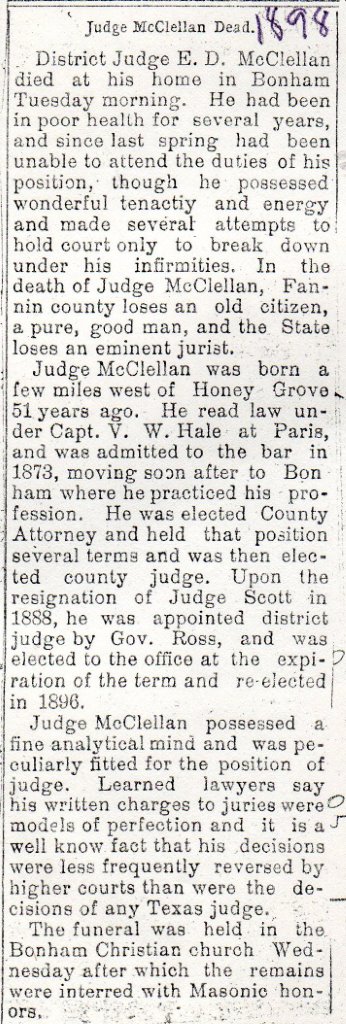 Judge McClellan Dead. 1898
District Judge E. D. McClellan
died at his home in Bonham
Tuesday morning. He had been
in poor health for several years,
and since last spring had been
unable to attend the duties of his
position, though he possessed
wonderful tenactiy and energy
and made several attempts to
hold court only to break down
under his infirmities. In the
death of Judge McClellan, Fan-
nin county loses an old citizen,
a pure, good man, and the State
loses an eminent jurist.
Judge McClellan was born a
few miles west of Honey Grove
51 years ago. He read law un-
der Capt. V. W. Hale at Paris,
and was admitted to the bar in
1873, moving soon after to Bon
ham where he practiced his pro-
fession. He was elected County
Attorney and held that position
several terms and was then elec-
ted county judge. Upon the
resignation of Judge Scott in
1888, he was appointed district
judge by Gov. Ross, and was
elected to the office at the expi-
ration of the term and re-elected
in 1896.
Judge McClellan possessed a
fine analytical mind and was pe-
culiarly fitted for the position of
judge. Learned lawyers say
his written charges to juries were
models of perfection and it is a
well know fact that his decisions
were less frequently reversed by
higher courts than were the de-
cisions of any Texas judge.
The funeral was held in the
Bonham Christian church Wed-
nesday after which the remains
were interred with Masonic hon-
ors.